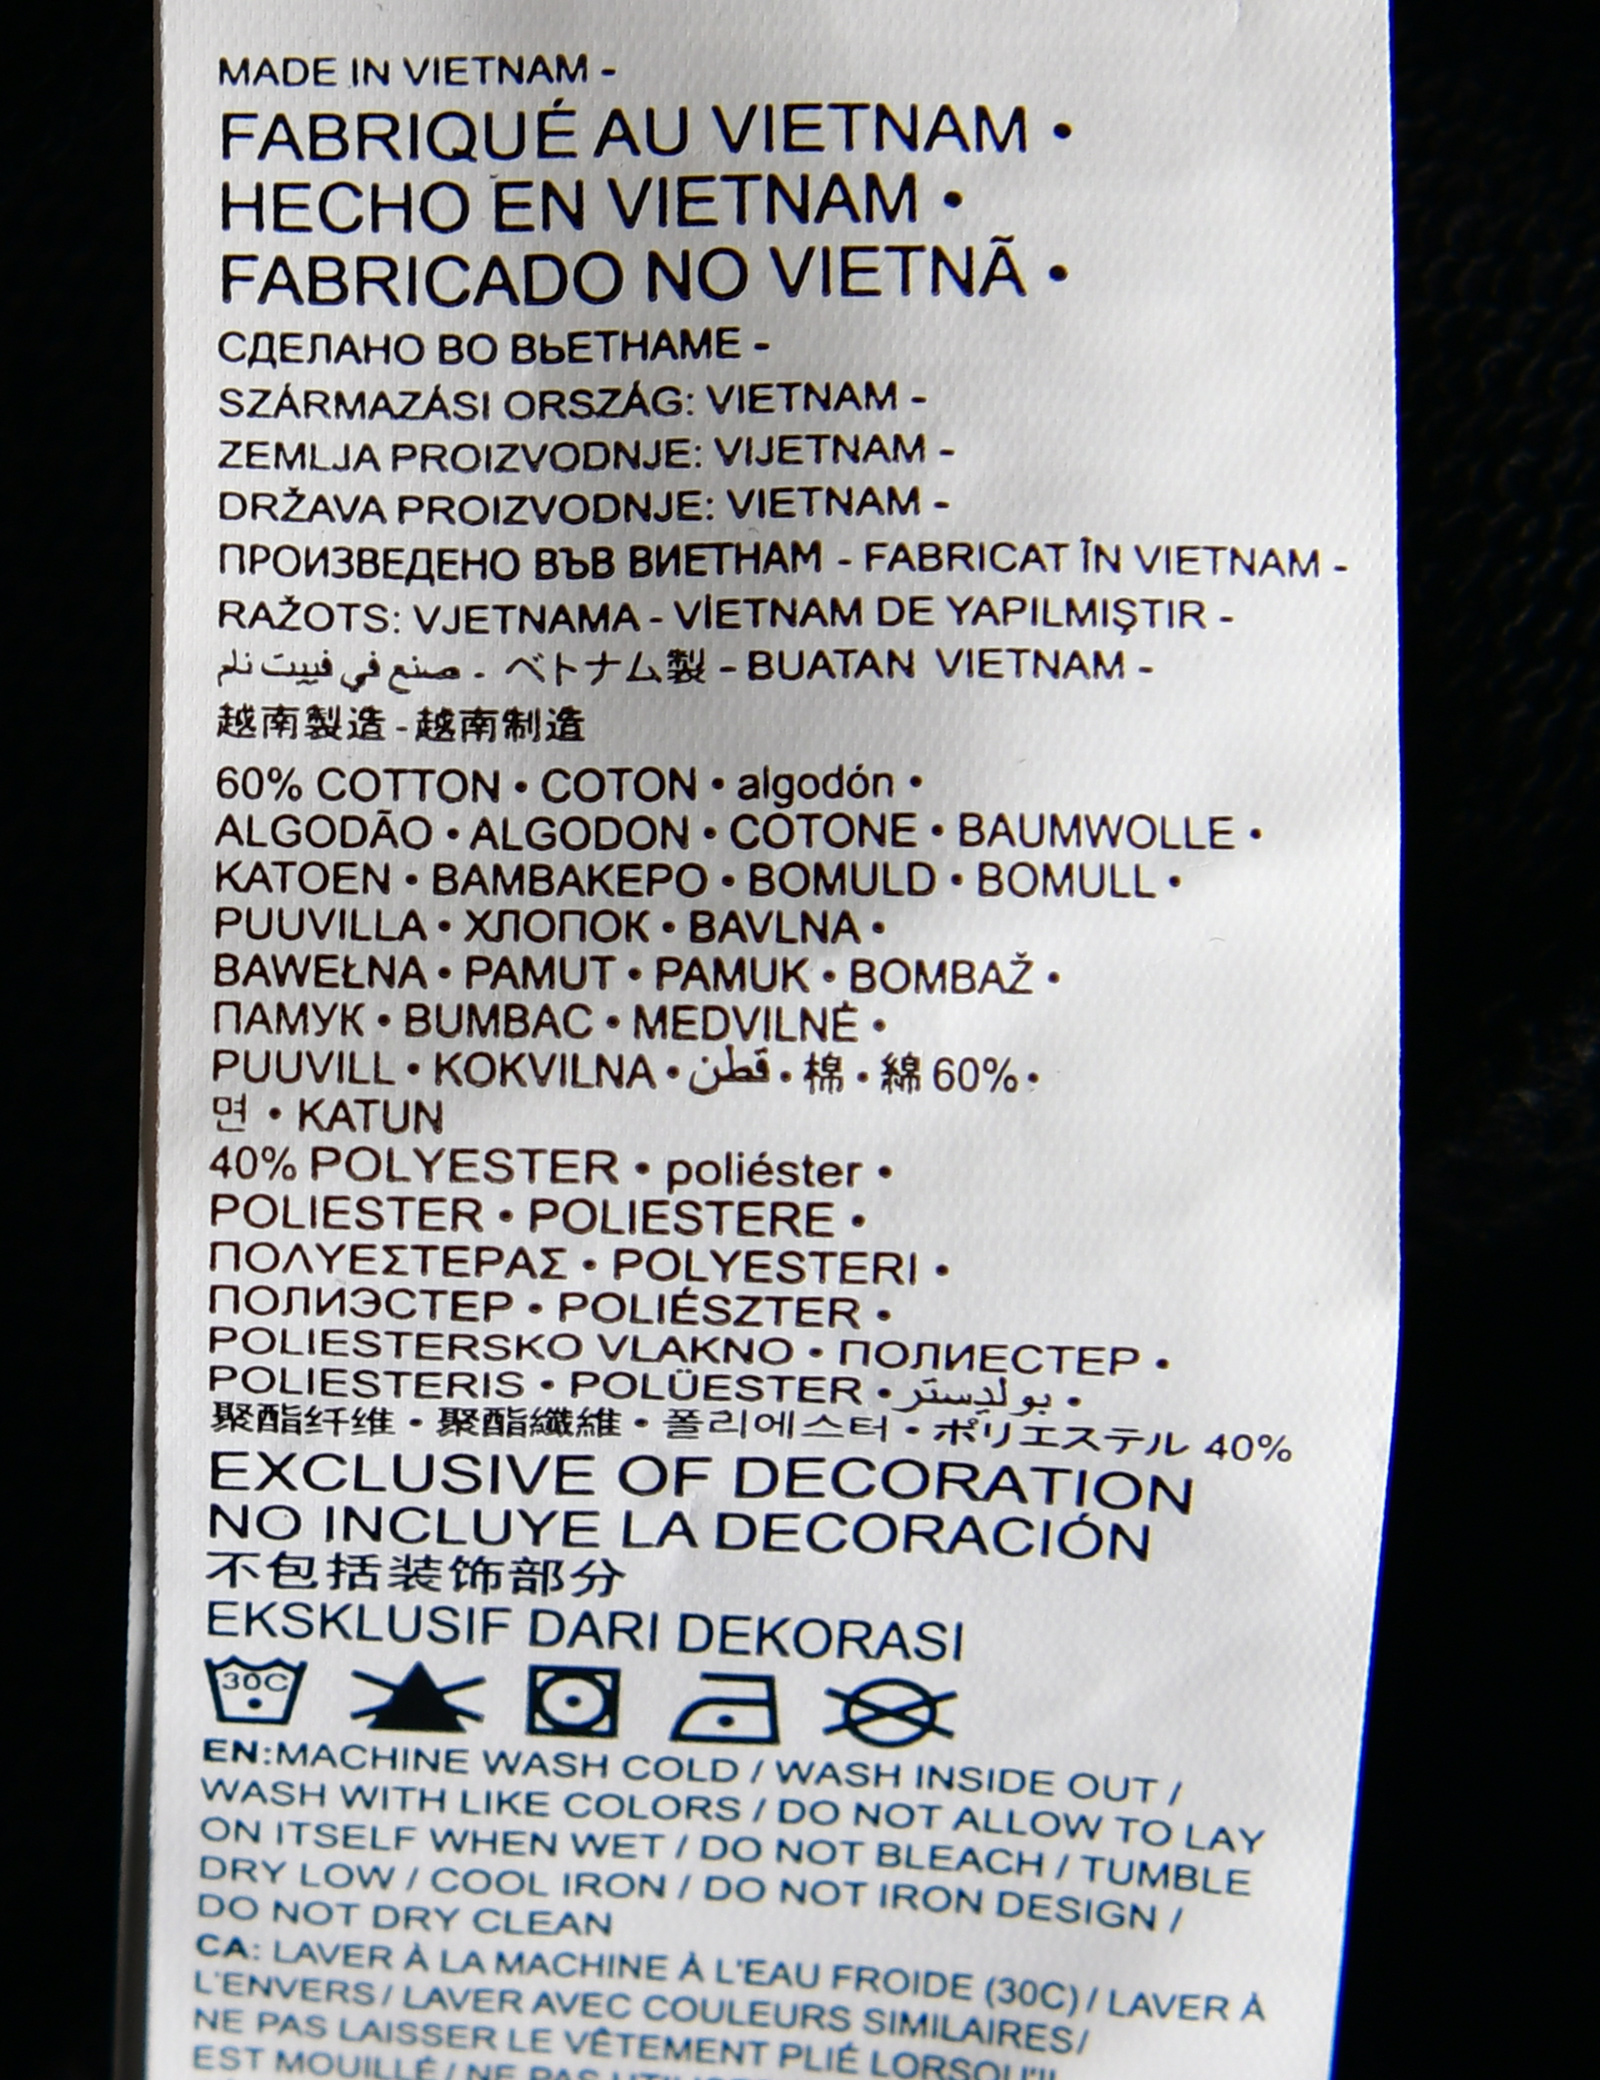 MADE IN VIETNAM -
FABRIQUÉ AU VIETNAM •
HECHO EN VIETNAM •
FABRICADO NO VIETNÃ •
СДЕЛАНО ВО ВЬЕТНАМЕ -
SZÁRMAZÁSI ORSZÁG: VIETNAM -
ZEMLJA PROIZVODNJE: VIJETNAM -
DRŽAVA PROIZVODNJE: VIETNAM -
ПРОИЗВЕДЕНО ВЪВ ВИЕТНАМ - FABRICAT ÎN VIETNAM -
RAŽOTS: VJETNAMA - VİETNAM DE YAPILMIŞTIR -
صنع في فييت نام - ベトナム製 - BUATAN VIETNAM -
越南製造 - 越南制造
60% COTTON • COTON • algodón •
ALGODÃO • ALGODON • COTONE • BAUMWOLLE •
KATOEN • BAMBAKEPO • BOMULD • BOMULL •
PUUVILLA • ХЛОПОК • BAVLNA •
BAWEŁNA • PAMUT • PAMUK • BOMBAŽ •
ПАМУК • BUMBAC • MEDVILNĖ •
PUUVILL • KOKVILNA • قطن • 棉 • 綿 60% •
면 • KATUN
40% POLYESTER • poliéster •
POLIESTER • POLIESTERE •
ΠΟΛΥΕΣΤΕΡΑΣ • POLYESTERI •
ПОЛИЭСТЕР • POLIÉSZTER •
POLIESTERSKO VLAKNO • ПОЛИЕСТЕР •
POLIESTERIS • POLÜESTER • بوليستر •
聚酯纤维 • 聚酯纖維 • 폴리에스터 • ポリエステル 40%
EXCLUSIVE OF DECORATION
NO INCLUYE LA DECORACIÓN
不包括装饰部分
EKSKLUSIF DARI DEKORASI
30C
EN:MACHINE WASH COLD / WASH INSIDE OUT /
WASH WITH LIKE COLORS / DO NOT ALLOW TO LAY
ON ITSELF WHEN WET / DO NOT BLEACH / TUMBLE
DRY LOW / COOL IRON / DO NOT IRON DESIGN /
DO NOT DRY CLEAN
CA: LAVER À LA MACHINE À L'EAU FROIDE (30C) / LAVER À
L'ENVERS / LAVER AVEC COULEURS SIMILAIRES/
NE PAS LAISSER LE VÊTEMENT PLIÉ LORSQU'IL
EST MOUILLÉ / NE PAS